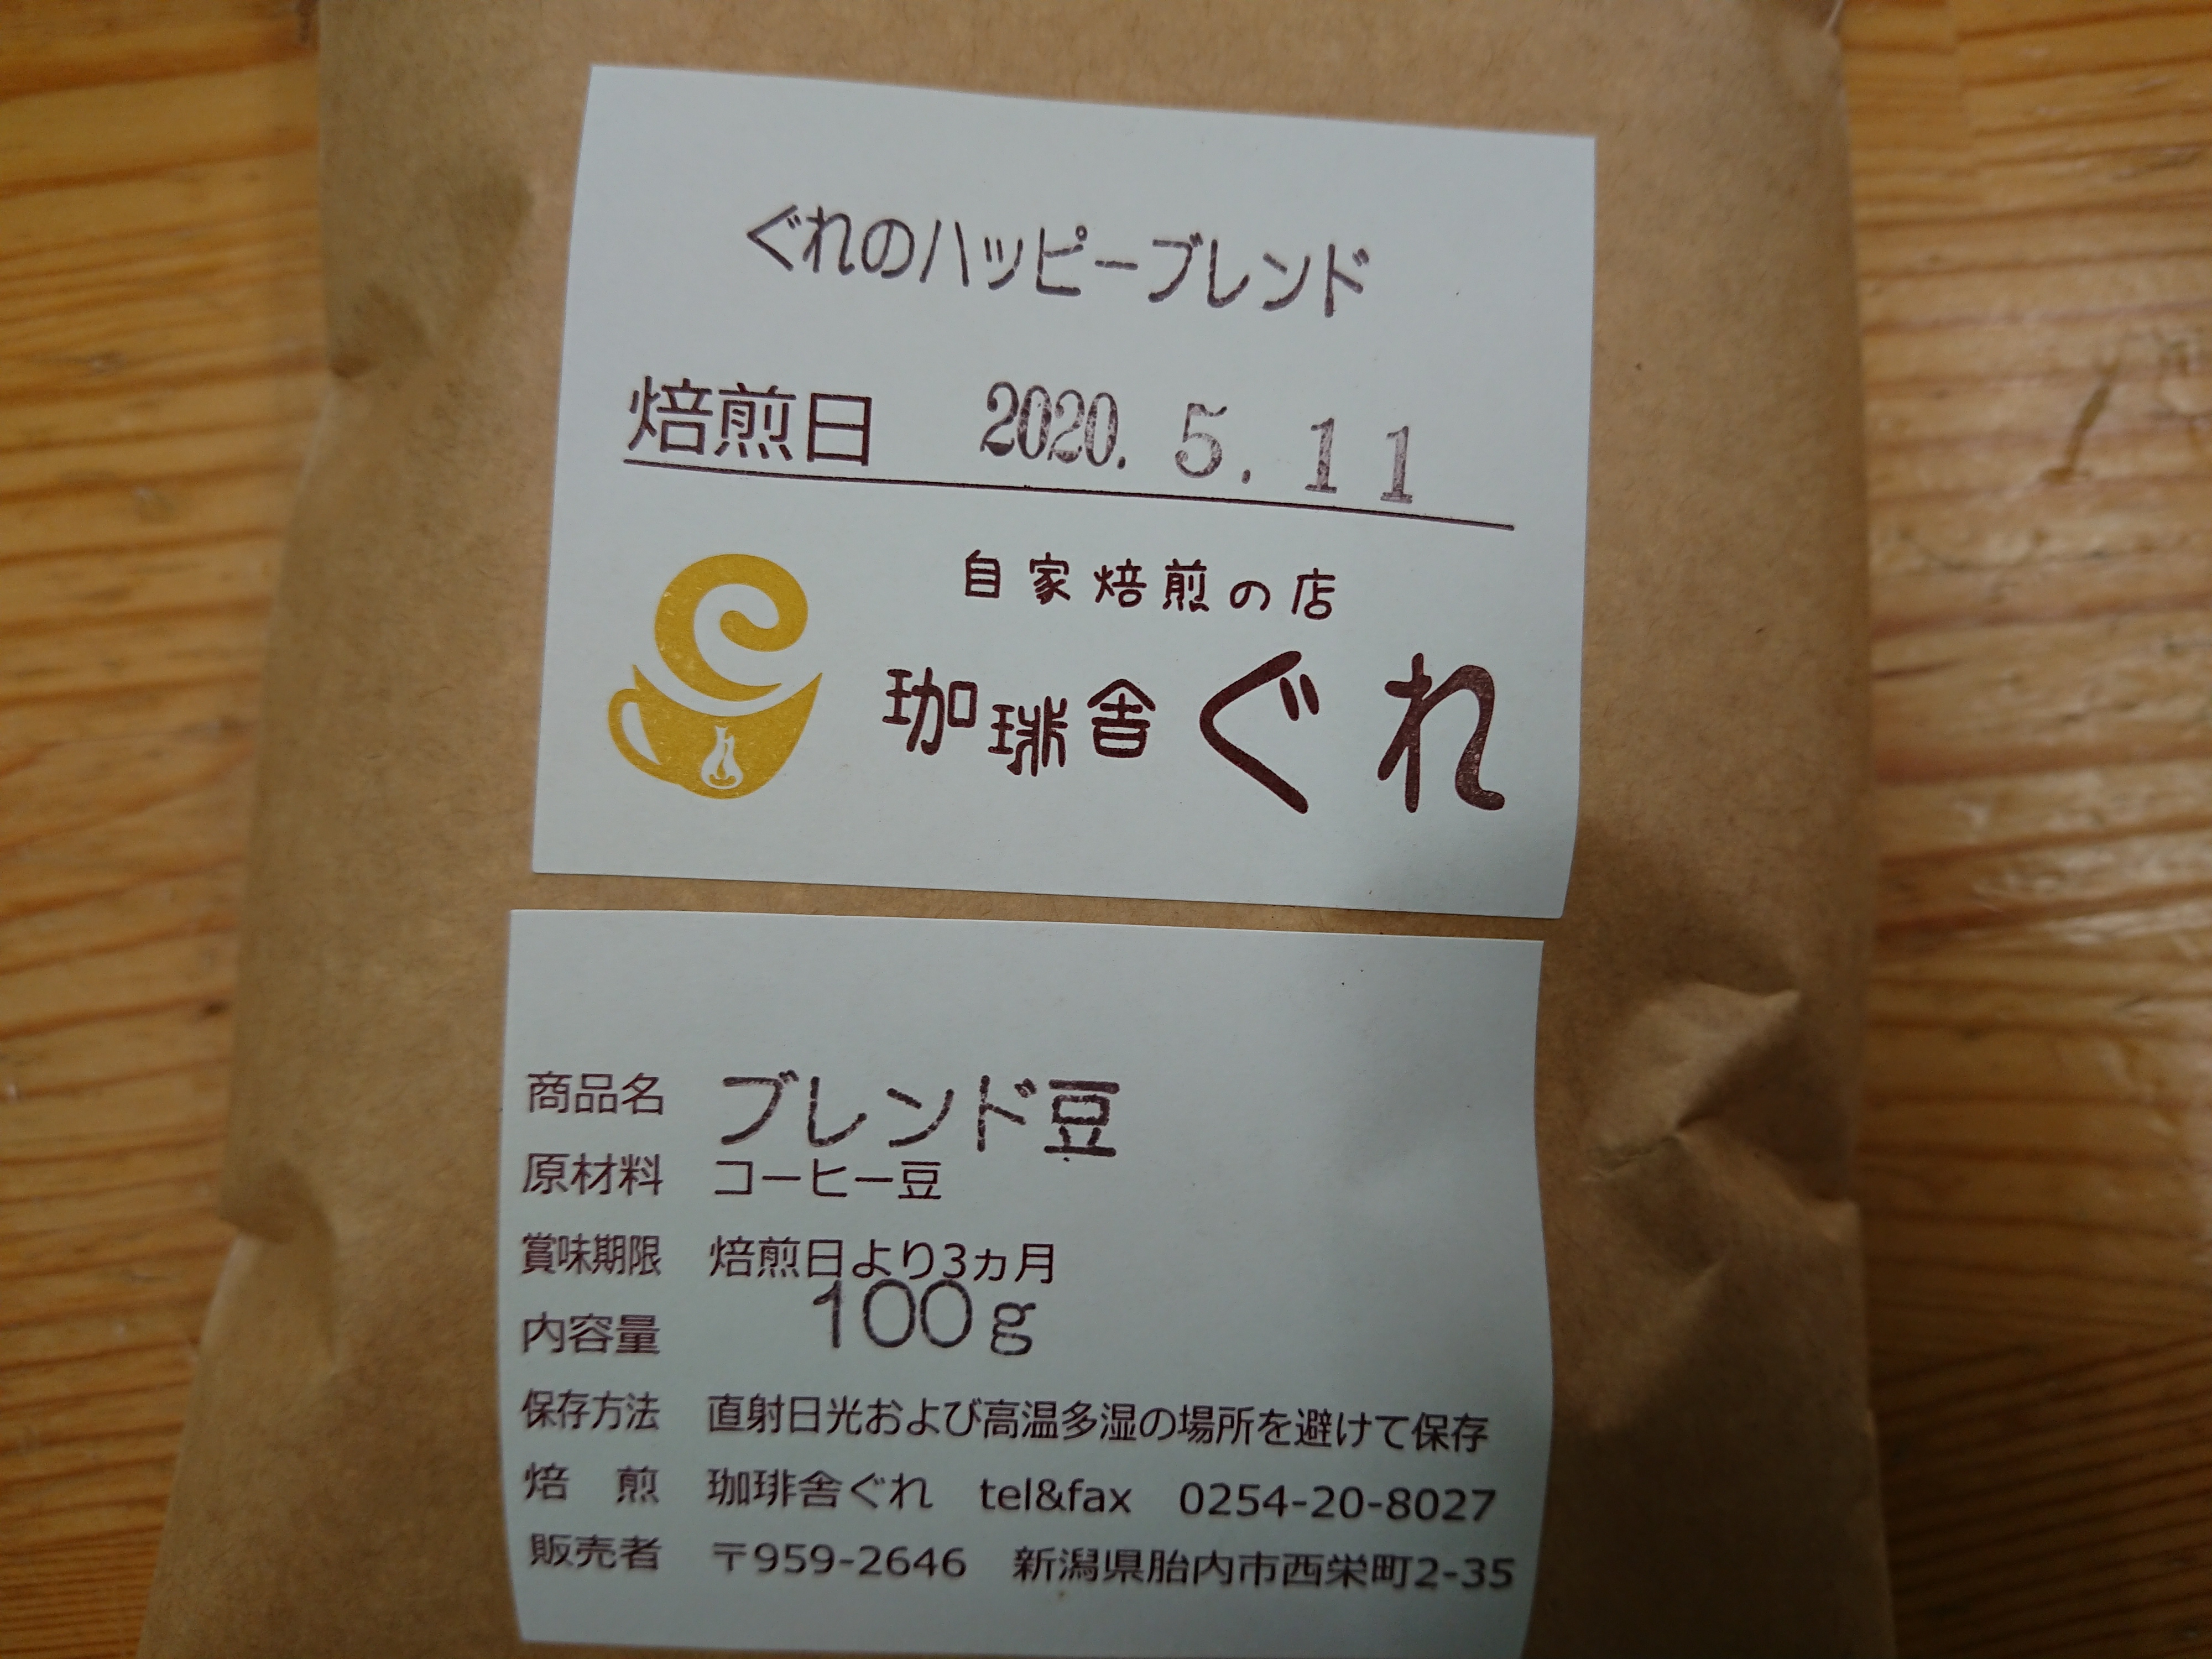 ぐれのハッピーブレンド
焙煎日 2020. 5. 11
自家焙煎の店
珈琲舎ぐれ
商品名 ブレンド豆
原材料 コーヒー豆
賞味期限 焙煎日より3ヵ月
内容量 100g
保存方法 直射日光および高温多湿の場所を避けて保存
焙 煎 珈琲舎ぐれ tel&fax 0254-20-8027
販売者 〒959-2646 新潟県胎内市西栄町2-35